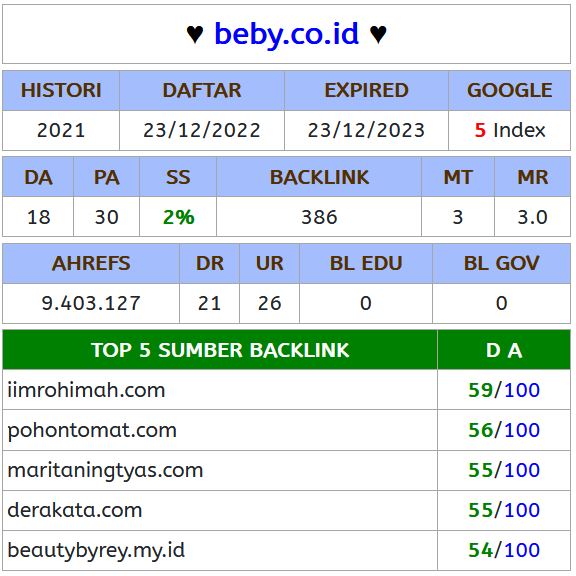 ♥ beby.co.id ♥
HISTORI DAFTAR EXPIRED GOOGLE
2021 23/12/2022 23/12/2023 5 Index
DA PA SS BACKLINK MT MR
18 30 2% 386 3 3.0
AHREFS DR UR BL EDU BL GOV
9.403.127 21 26 0 0
TOP 5 SUMBER BACKLINK D A
iimrohimah.com 59/100
pohontomat.com 56/100
maritaningtyas.com 55/100
derakata.com 55/100
beautybyrey.my.id 54/100